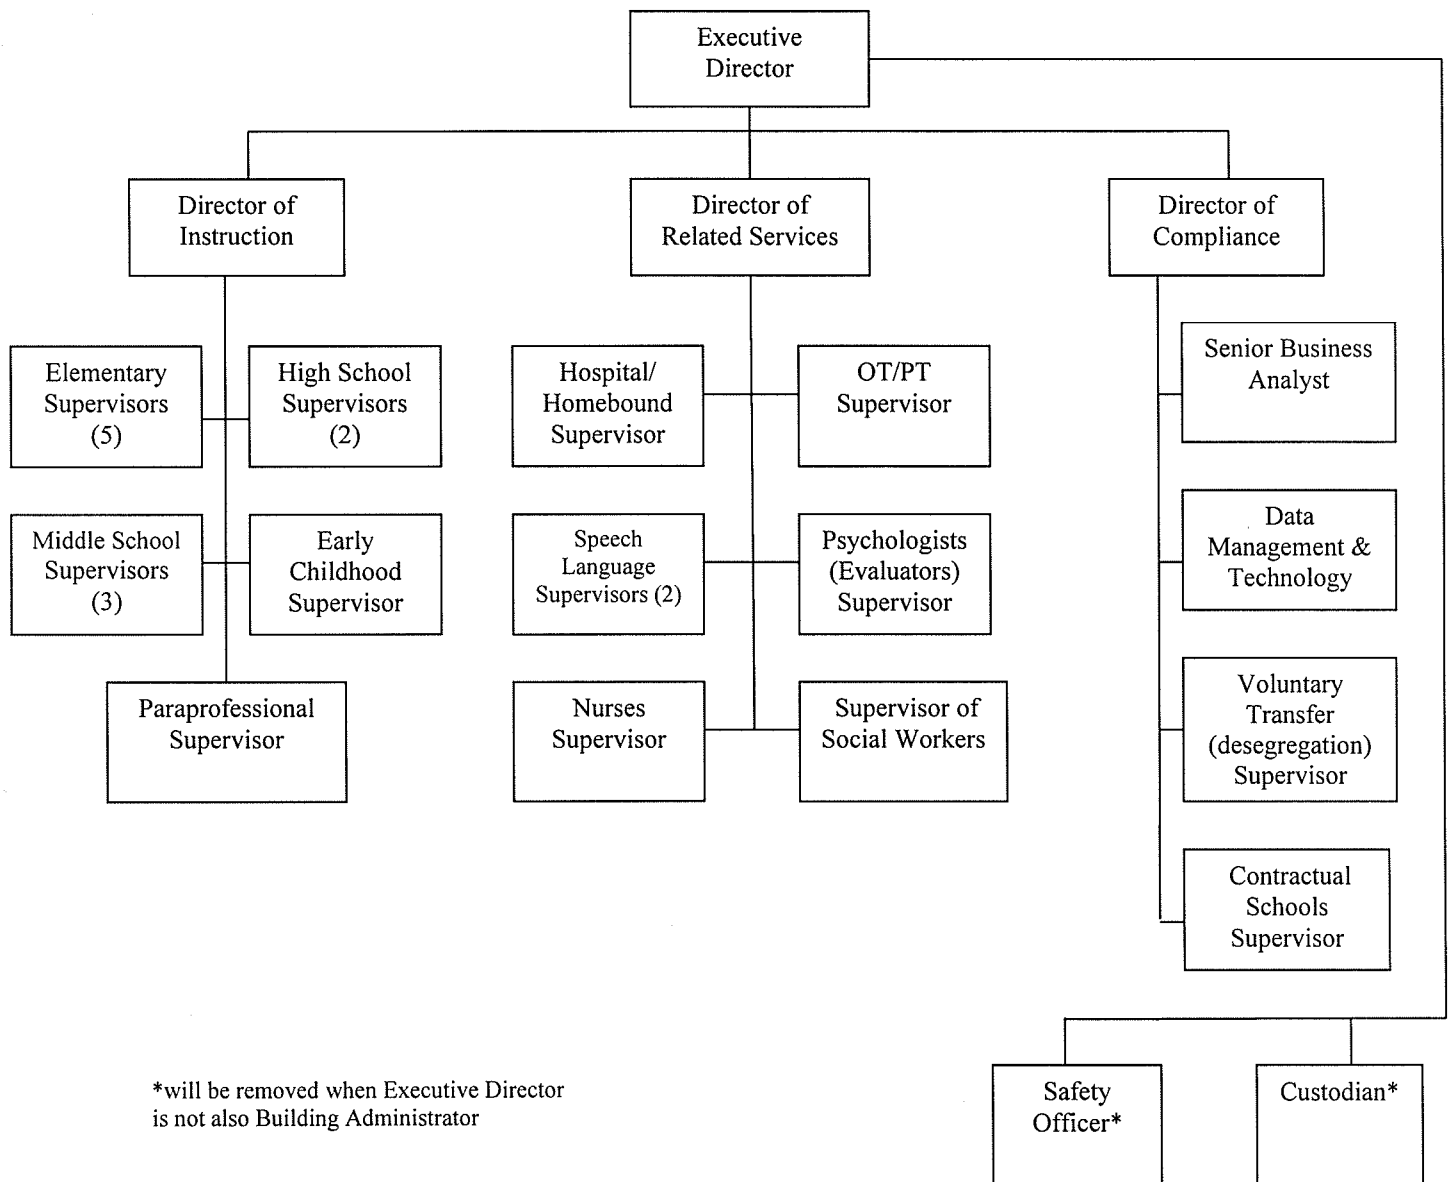 Executive
Director
Director of
Instruction
Director of
Related Services
Director of
Compliance
Elementary
Supervisors
(5)
High School
Supervisors
(2)
Middle School
Supervisors
(3)
Early
Childhood
Supervisor
Paraprofessional
Supervisor
Hospital/
Homebound
Supervisor
OT/PT
Supervisor
Speech
Language
Supervisors (2)
Psychologists
(Evaluators)
Supervisor
Nurses
Supervisor
Supervisor of
Social Workers
Senior Business
Analyst
Data
Management &
Technology
Voluntary
Transfer
(desegregation)
Supervisor
Contractual
Schools
Supervisor
Safety
Officer*
Custodian*
*will be removed when Executive Director
is not also Building Administrator